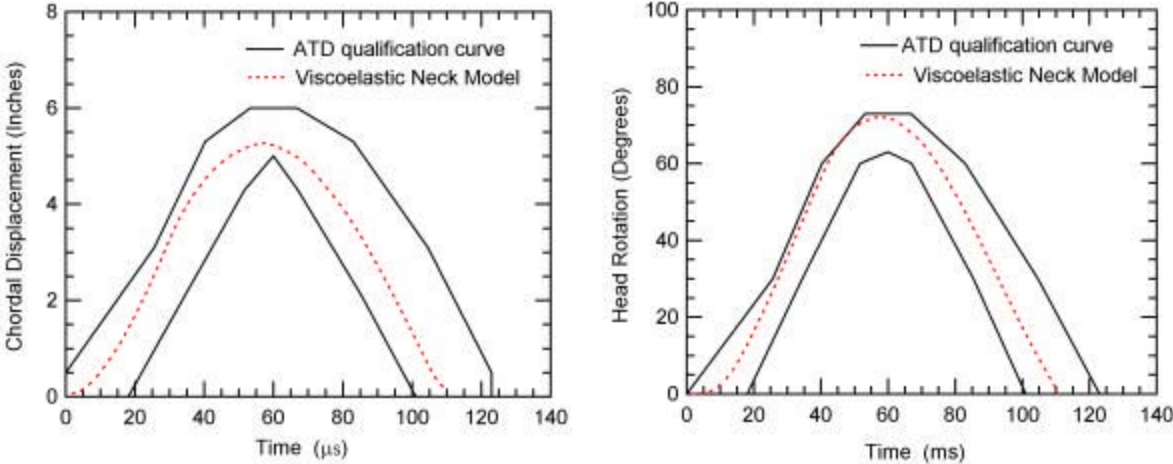 8
6
4
2
0
Chordal Displacement (Inches)
ATD qualification curve
Viscoelastic Neck Model
0 20 40 60 80 100 120 140
Time (μs)
100
80
60
40
20
0
Head Rotation (Degrees)
ATD qualification curve
Viscoelastic Neck Model
0 20 40 60 80 100 120 140
Time (ms)